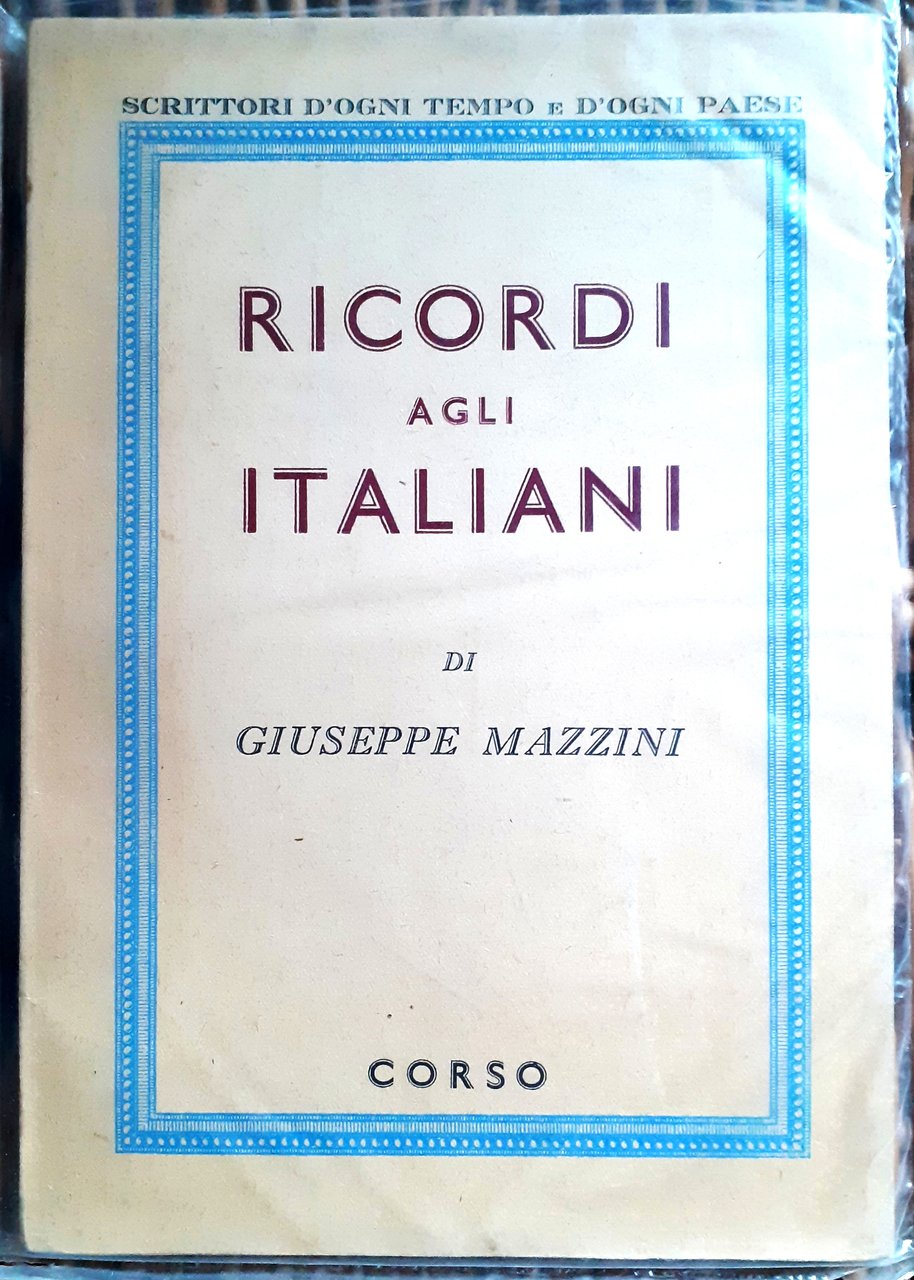 SCRITTORI D'OGNI TEMPO E D'OGNI PAESE
RICORDI
AGLI
ITALIANI
DI
GIUSEPPE MAZZINI
CORSO